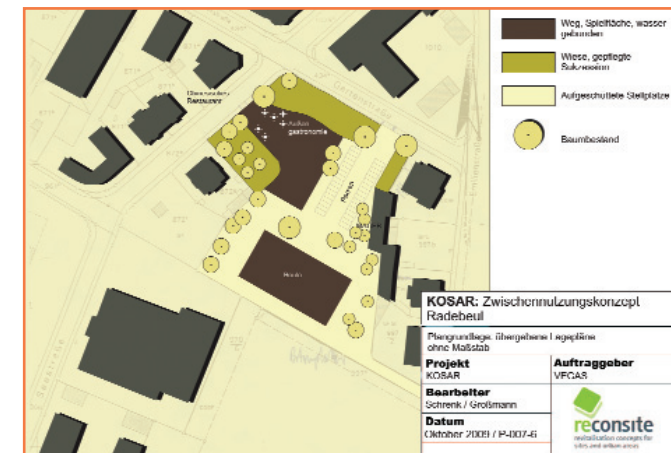 Weg, Spielfläche, wasser
gebunden
Wiese, gepflegte
Sukzession
Aufgeschüttete Stellplätze
Baumbestand
Restaurant
Außen
gastronomie
Parken
KOSAR: Zwischennutzungskonzept
Radebeul
Plangrundlage: übergebene Lagepläne
ohne Maßstab
Projekt
KOSAR
Auftraggeber
VEGAS
Bearbeiter
Schrenk / Großmann
Datum
Oktober 2009 / P-007-6
reconsite
revitalisation concepts for
sites and urban areas